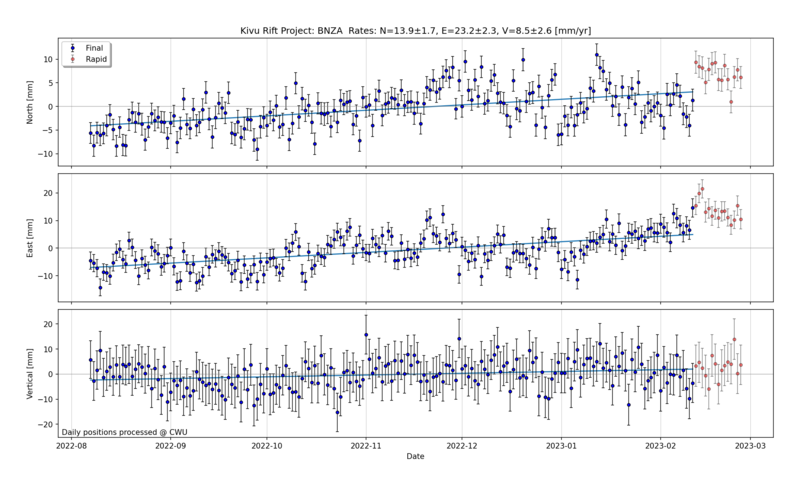 Kivu Rift Project: BNZA  Rates: N=13.9±1.7, E=23.2±2.3, V=8.5±2.6 [mm/yr]
Final
Rapid
North [mm]
10
5
0
−5
−10
East [mm]
20
10
0
−10
Vertical [mm]
20
10
0
−10
−20
Daily positions processed @ CWU
2022-08 2022-09 2022-10 2022-11 2022-12 2023-01 2023-02 2023-03
Date